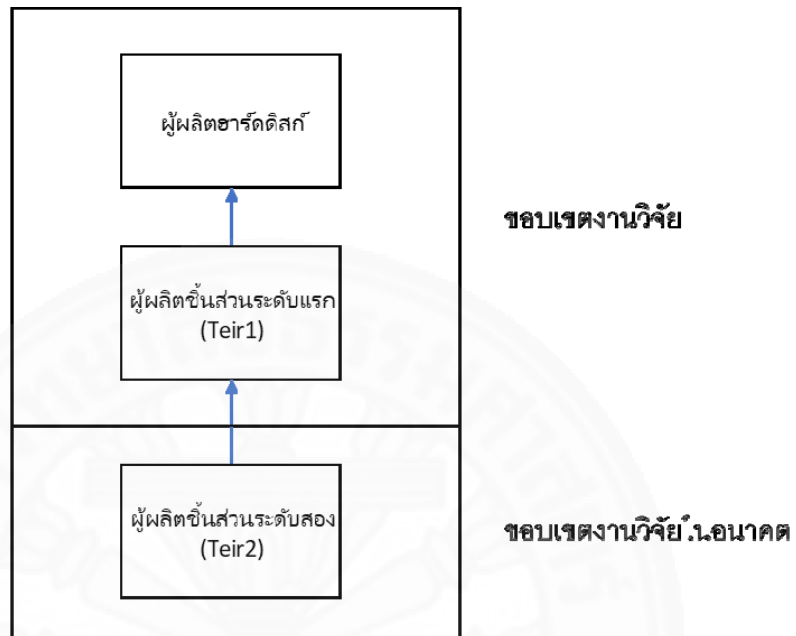 ผู้ผลิตฮาร์ดดิสก์
ขอบเขตงานวิจัย
ผู้ผลิตชิ้นส่วนระดับแรก
(Teir1)
ผู้ผลิตชิ้นส่วนระดับสอง
(Teir2)
ขอบเขตงานวิจัยในอนาคต